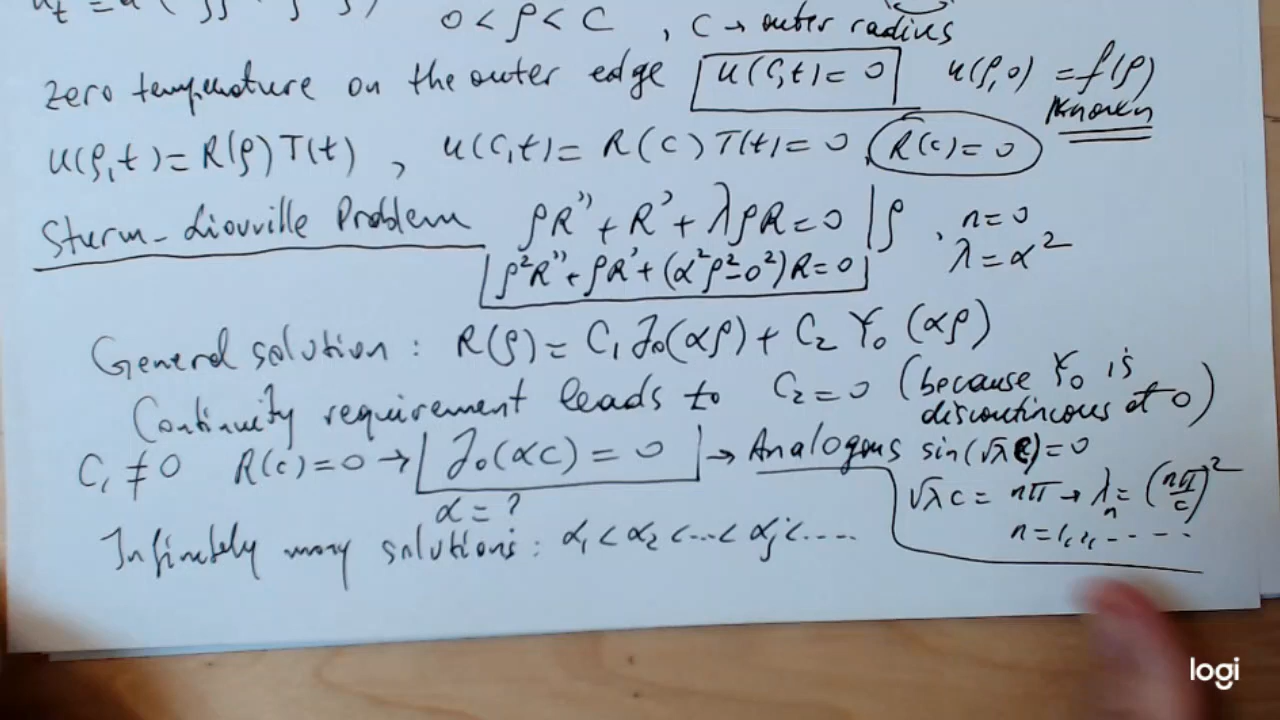 0 < ρ < C , C → outer radius
zero temperature on the outer edge u(C,t) = 0 u(ρ,0) = f(ρ)
Known
u(ρ,t) = R(ρ) T(t) , u(C,t) = R(C) T(t) = 0 , R(c) = 0
Sturm-Liouville Problem ρR'' + R' + λρR = 0 | ρ , n=0
ρ²R'' + ρR' + (α²ρ² - 0²)R = 0 λ = α²
General solution : R(ρ) = C₁ J₀(αρ) + C₂ Y₀(αρ)
Continuity requirement leads to C₂ = 0 (because Y₀ is
discontincous at 0)
C₁ ≠ 0 R(c) = 0 → J₀(αc) = 0 → Analogous sin(√λ c) = 0
α = ? √λ c = nπ → λₙ = (nπ/c)²
Infinitely many solutions : α₁ < α₂ < ... < αⱼ < .... n = 1,2, - - - -
logi